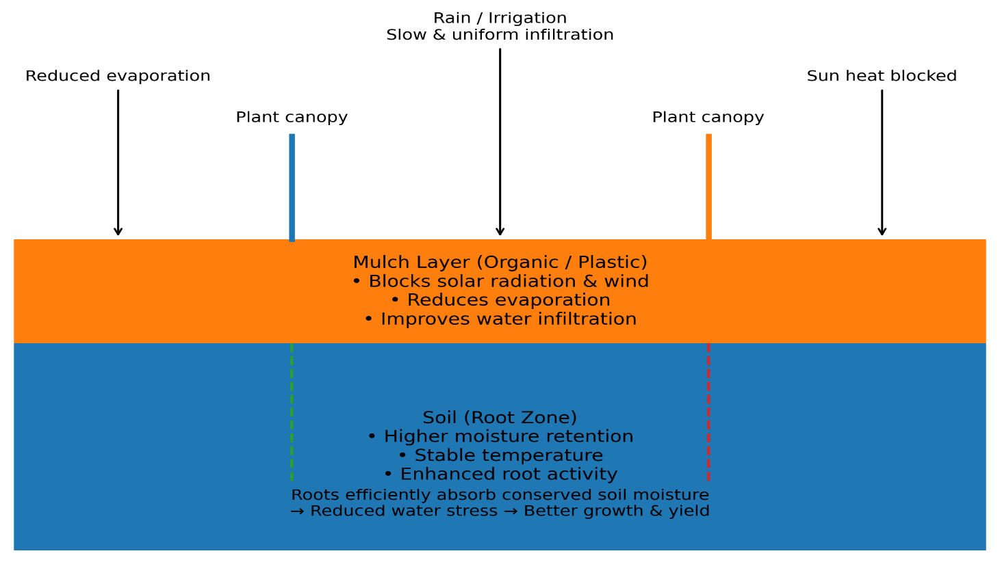 Rain / Irrigation
Slow & uniform infiltration
Reduced evaporation
Sun heat blocked
Plant canopy
Plant canopy
Mulch Layer (Organic / Plastic)
• Blocks solar radiation & wind
• Reduces evaporation
• Improves water infiltration
Soil (Root Zone)
• Higher moisture retention
• Stable temperature
• Enhanced root activity
Roots efficiently absorb conserved soil moisture
→ Reduced water stress → Better growth & yield